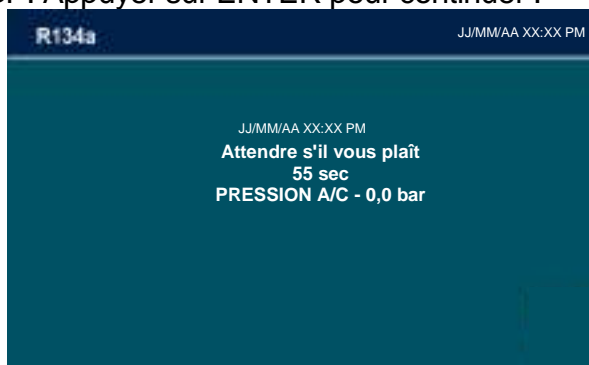 Appuyer sur ENTER pour continuer :
R134a
JJ/MM/AA XX:XX PM
JJ/MM/AA XX:XX PM
Attendre s'il vous plaît
55 sec
PRESSION A/C - 0,0 bar